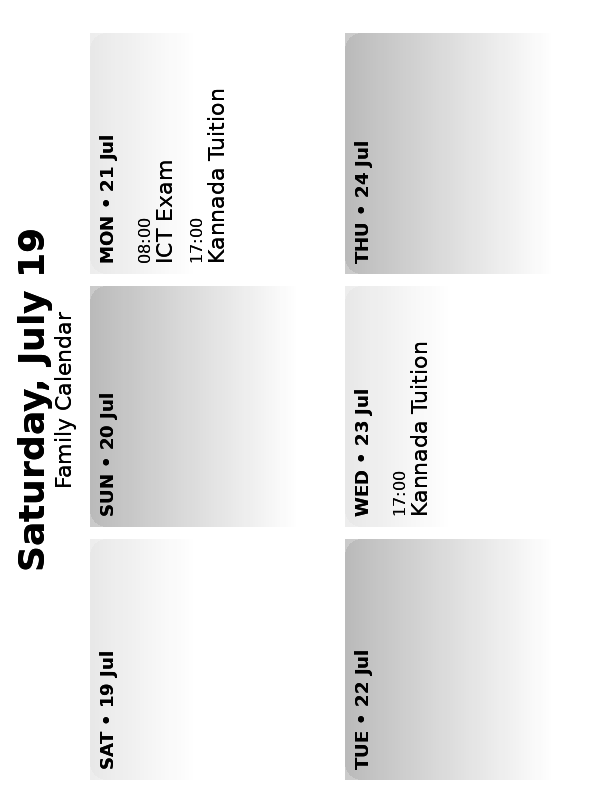 Saturday, July 19
Family Calendar
SAT • 19 Jul
SUN • 20 Jul
MON • 21 Jul
08:00
ICT Exam
17:00
Kannada Tuition
TUE • 22 Jul
WED • 23 Jul
17:00
Kannada Tuition
THU • 24 Jul